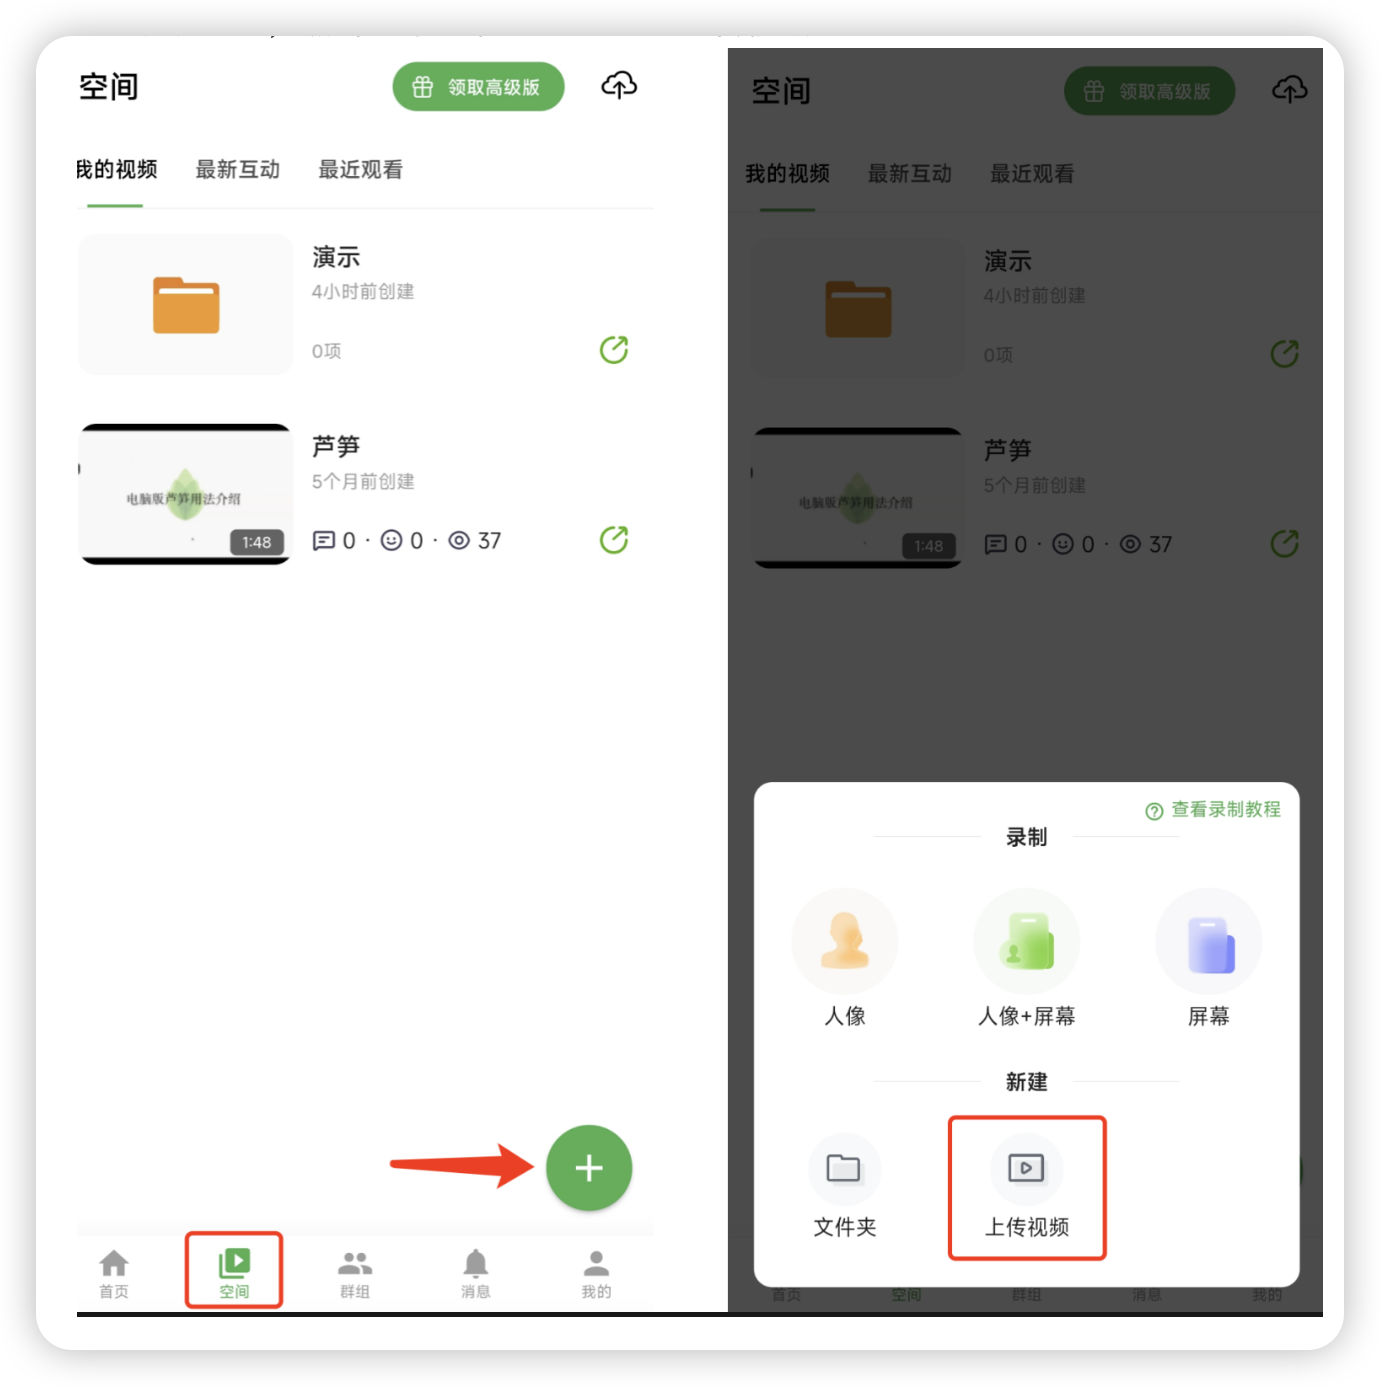 空间
领取高级版
我的视频 最新互动 最近观看
演示
4小时前创建
0项
芦笋
5个月前创建
电脑版芦笋用法介绍
1:48
0 · 0 · 37
首页 空间 群组 消息 我的
空间
领取高级版
我的视频 最新互动 最近观看
演示
4小时前创建
0项
芦笋
5个月前创建
电脑版芦笋用法介绍
1:48
0 · 0 · 37
查看录制教程
录制
人像 人像+屏幕 屏幕
新建
文件夹 上传视频
首页 空间 群组 消息 我的